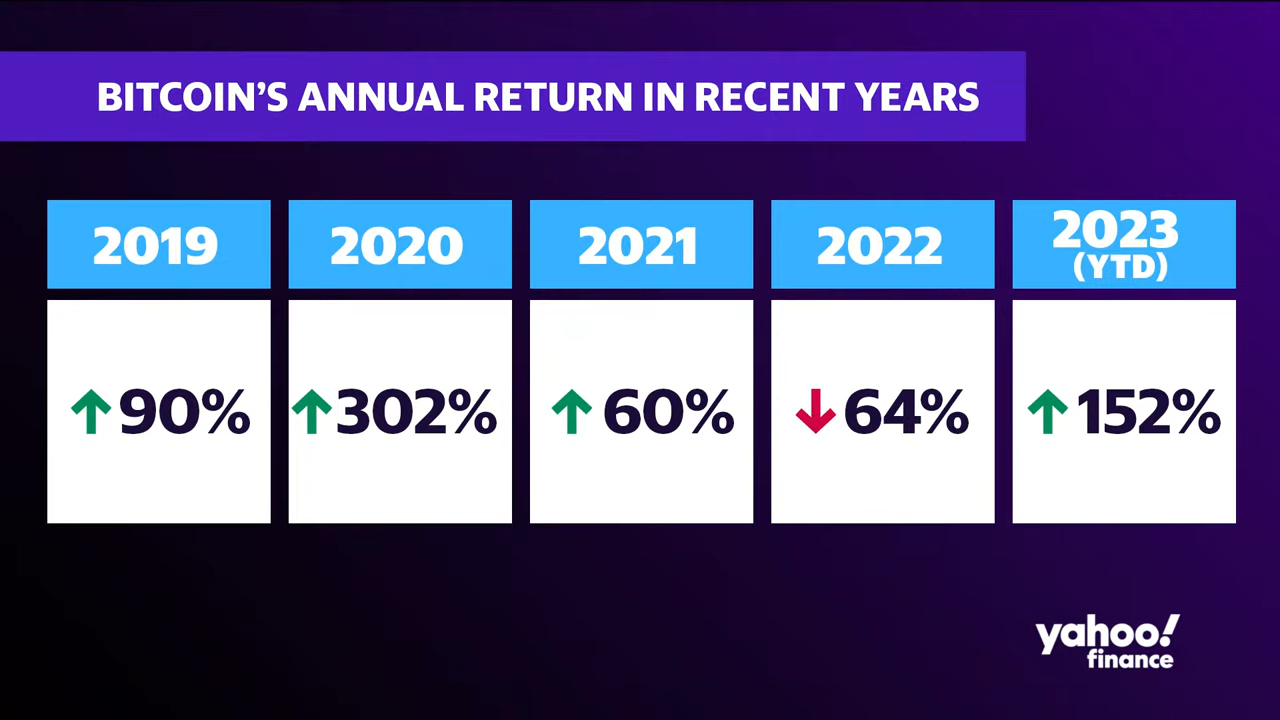 BITCOIN'S ANNUAL RETURN IN RECENT YEARS
2019
2020
2021
2022
2023
(YTD)
↑90%
↑302%
↑60%
↓64%
↑152%
yahoo!
finance